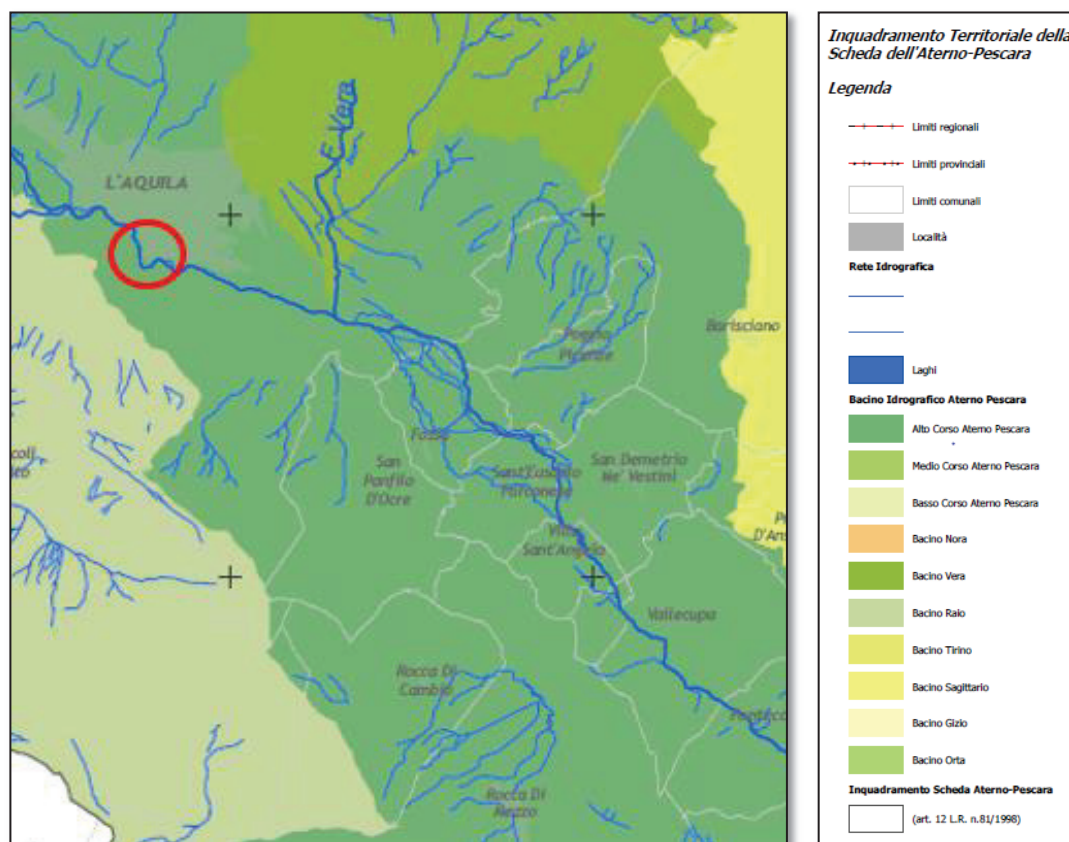 F. Vera
L'AQUILA
Barisciano
Poggio
Picenze
Fossa
San
Panfilo
D'Ocre
Sant'Eusanio
Forconese
San Demetrio
Ne' Vestini
Villa
Sant'Angelo
Vallecupa
Rocca Di
Cambio
Rocca Di
Mezzo
Inquadramento Territoriale della
Scheda dell'Aterno-Pescara
Legenda
Limiti regionali
Limiti provinciali
Limiti comunali
Località
Rete Idrografica
Laghi
Bacino Idrografico Aterno Pescara
Alto Corso Aterno Pescara
Medio Corso Aterno Pescara
Basso Corso Aterno Pescara
Bacino Nora
Bacino Vera
Bacino Raio
Bacino Tirino
Bacino Sagittario
Bacino Gizio
Bacino Orta
Inquadramento Scheda Aterno-Pescara
(art. 12 L.R. n.81/1998)